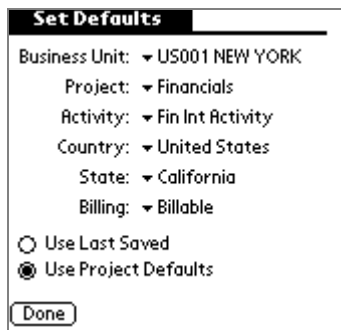 Set Defaults
Business Unit: US001 NEW YORK
Project: Financials
Activity: Fin Int Activity
Country: United States
State: California
Billing: Billable
Use Last Saved
Use Project Defaults
Done